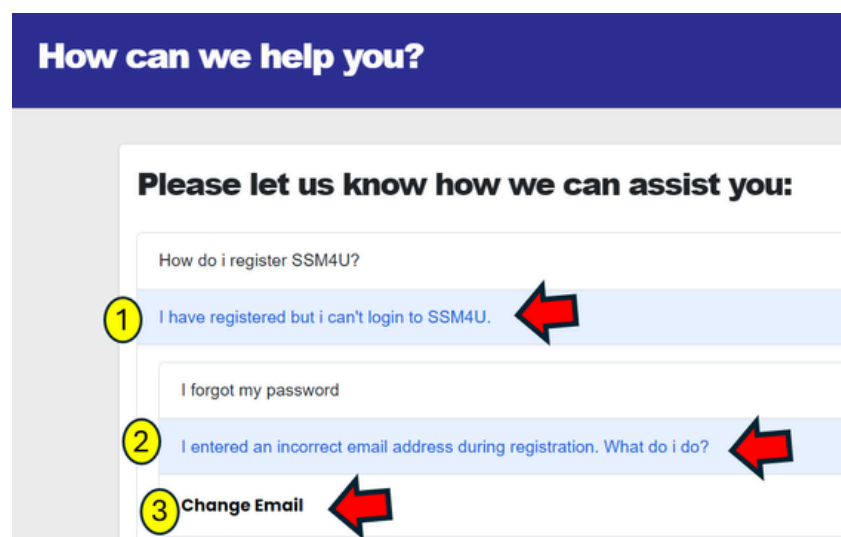 How can we help you?
Please let us know how we can assist you:
How do i register SSM4U?
1 I have registered but i can't login to SSM4U.
I forgot my password
2 I entered an incorrect email address during registration. What do i do?
3 Change Email